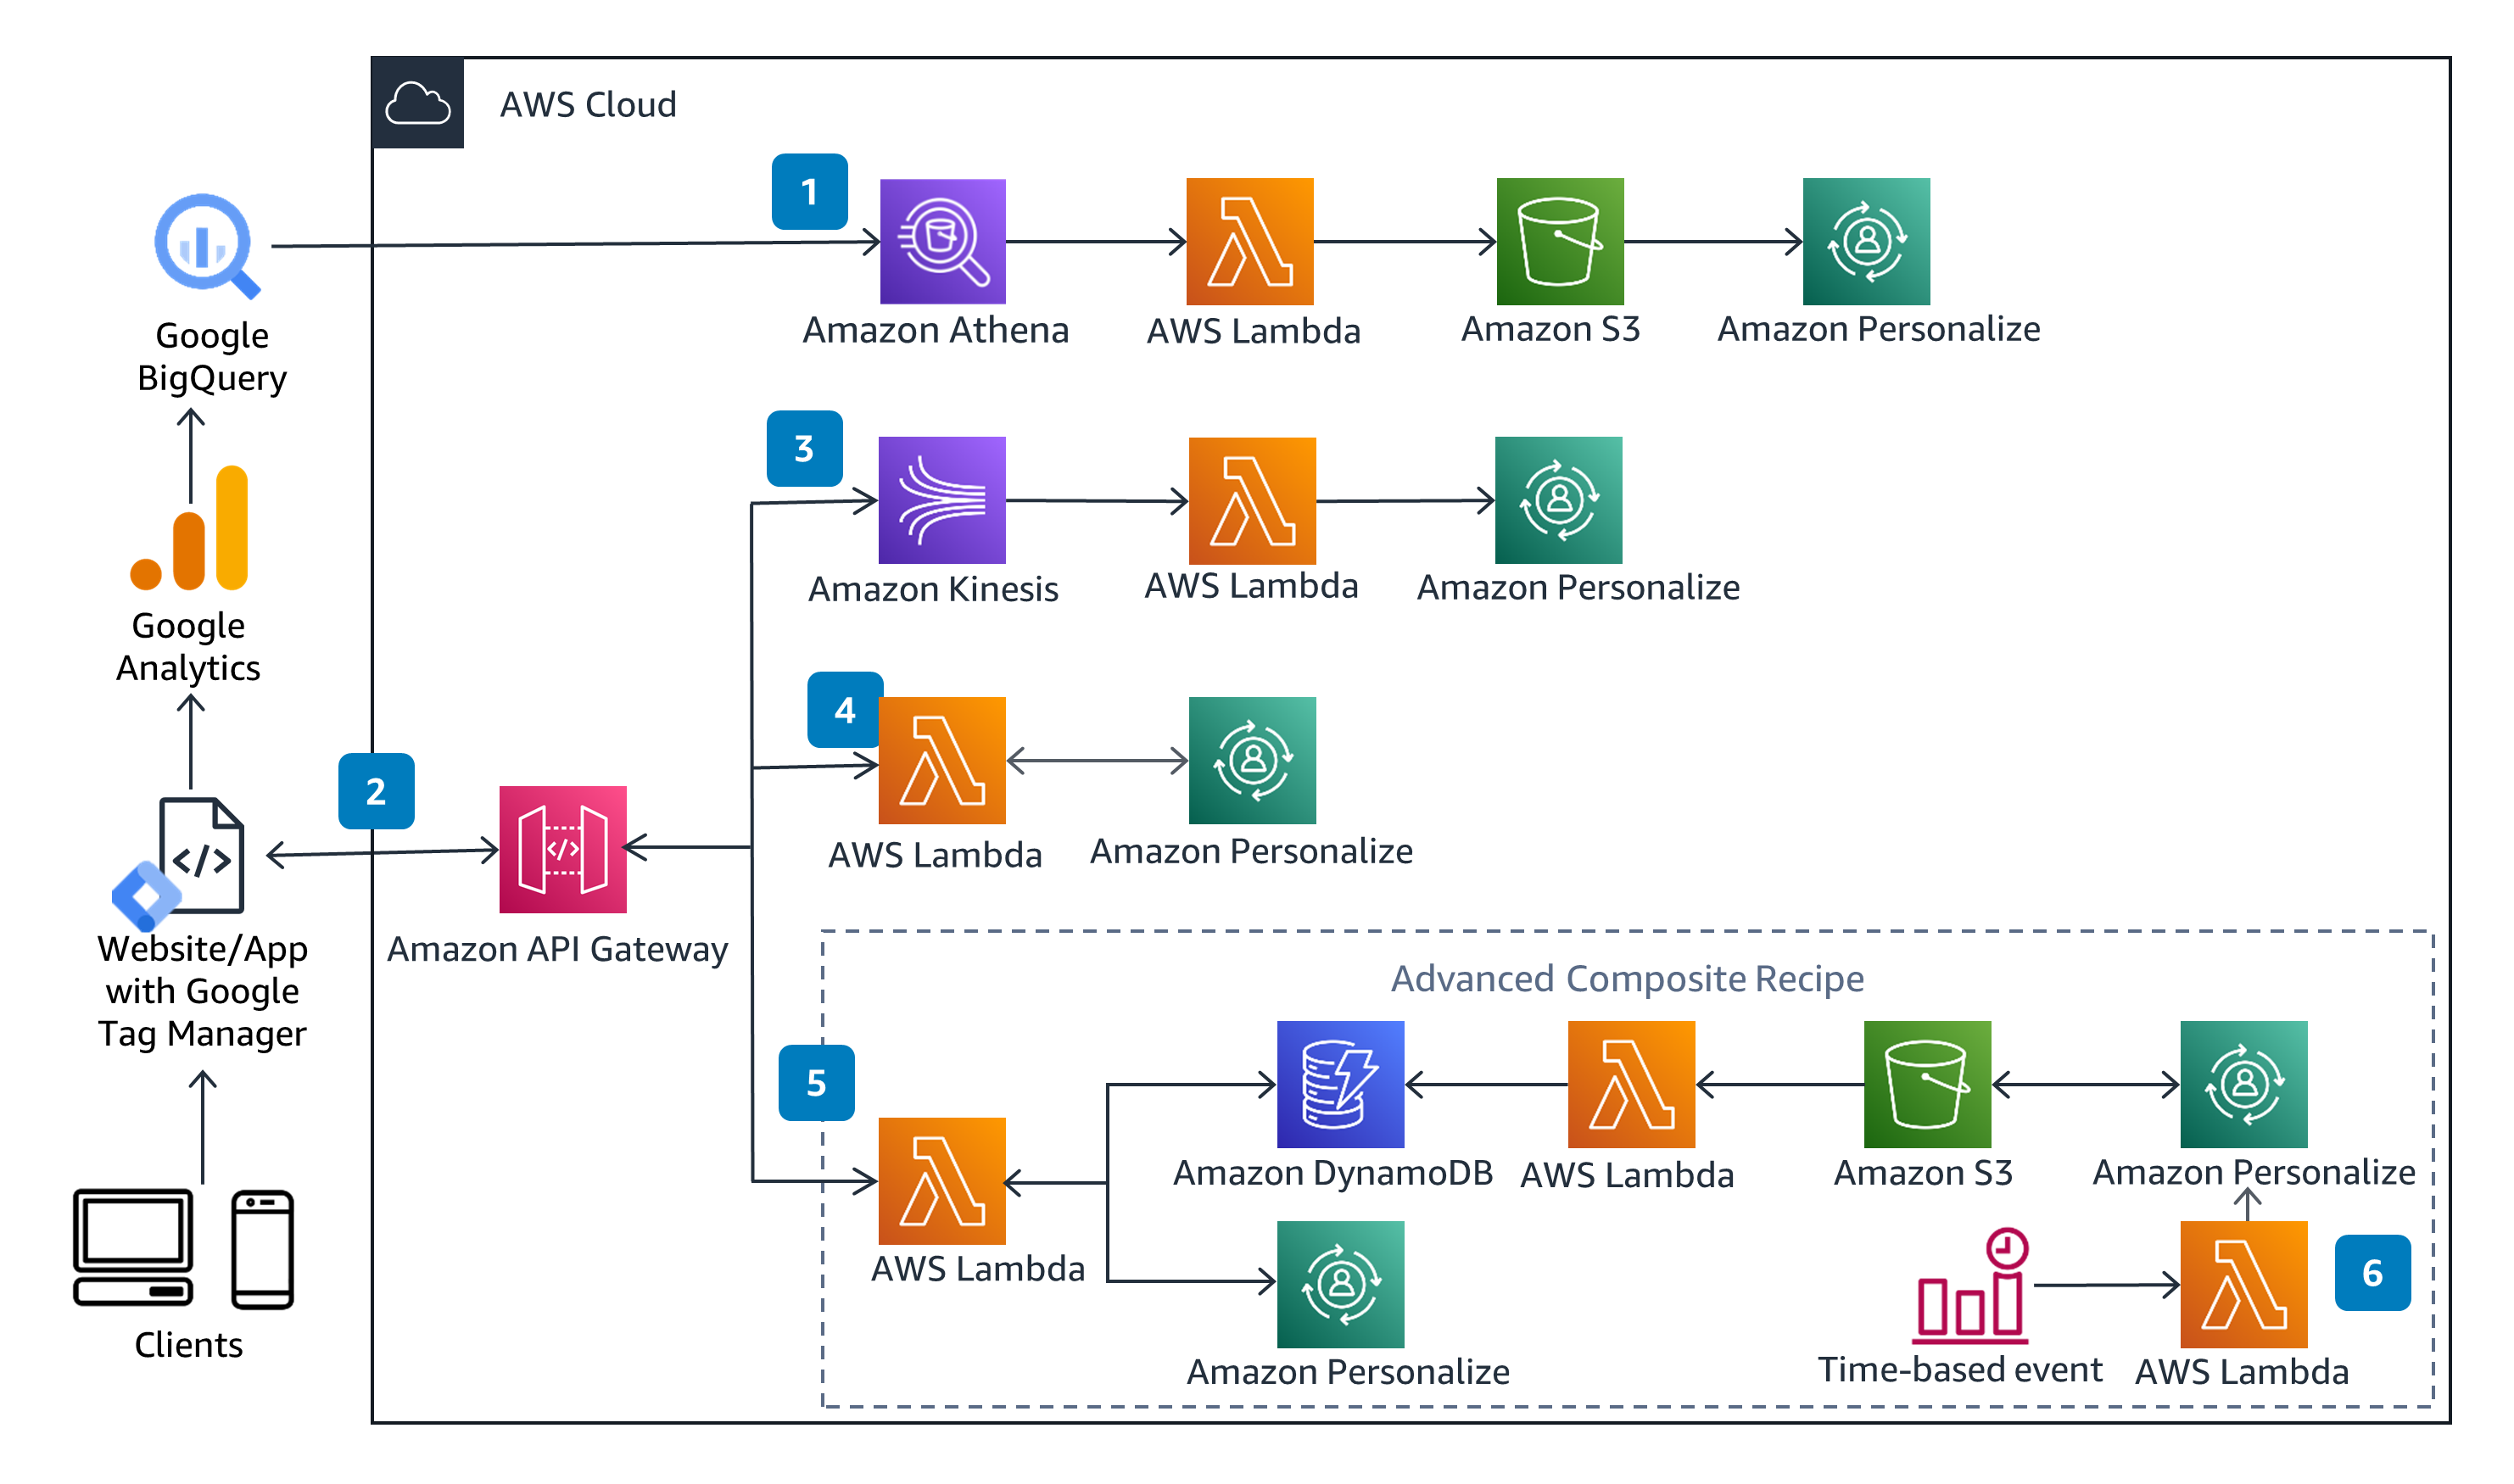 AWS Cloud
1
Amazon Athena
AWS Lambda
Amazon S3
Amazon Personalize
Google
BigQuery
3
Amazon Kinesis
AWS Lambda
Amazon Personalize
Google
Analytics
4
AWS Lambda
Amazon Personalize
2
</>
</>
Website/App
with Google
Tag Manager
Amazon API Gateway
Advanced Composite Recipe
5
AWS Lambda
Amazon DynamoDB
AWS Lambda
Amazon S3
Amazon Personalize
Amazon Personalize
Time-based event
AWS Lambda
6
Clients